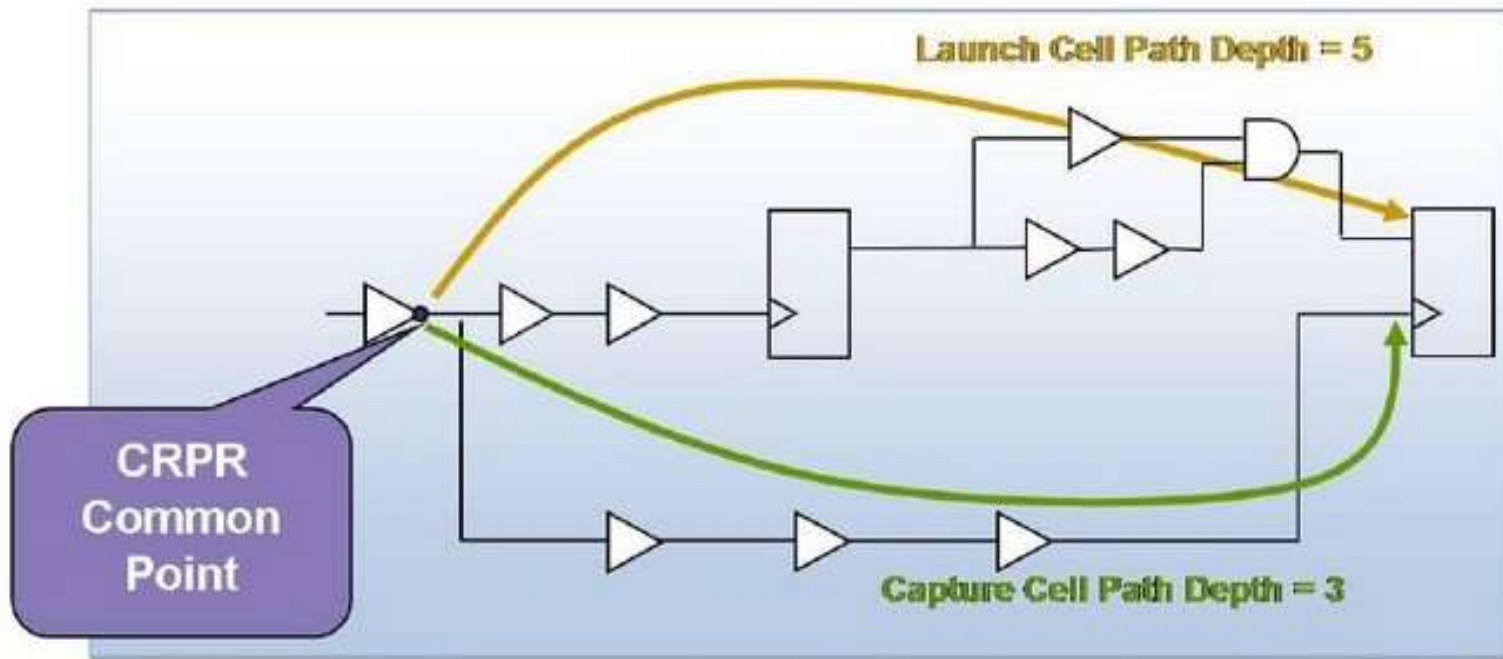 Launch Cell Path Depth = 5
CRPR
Common
Point
Capture Cell Path Depth = 3